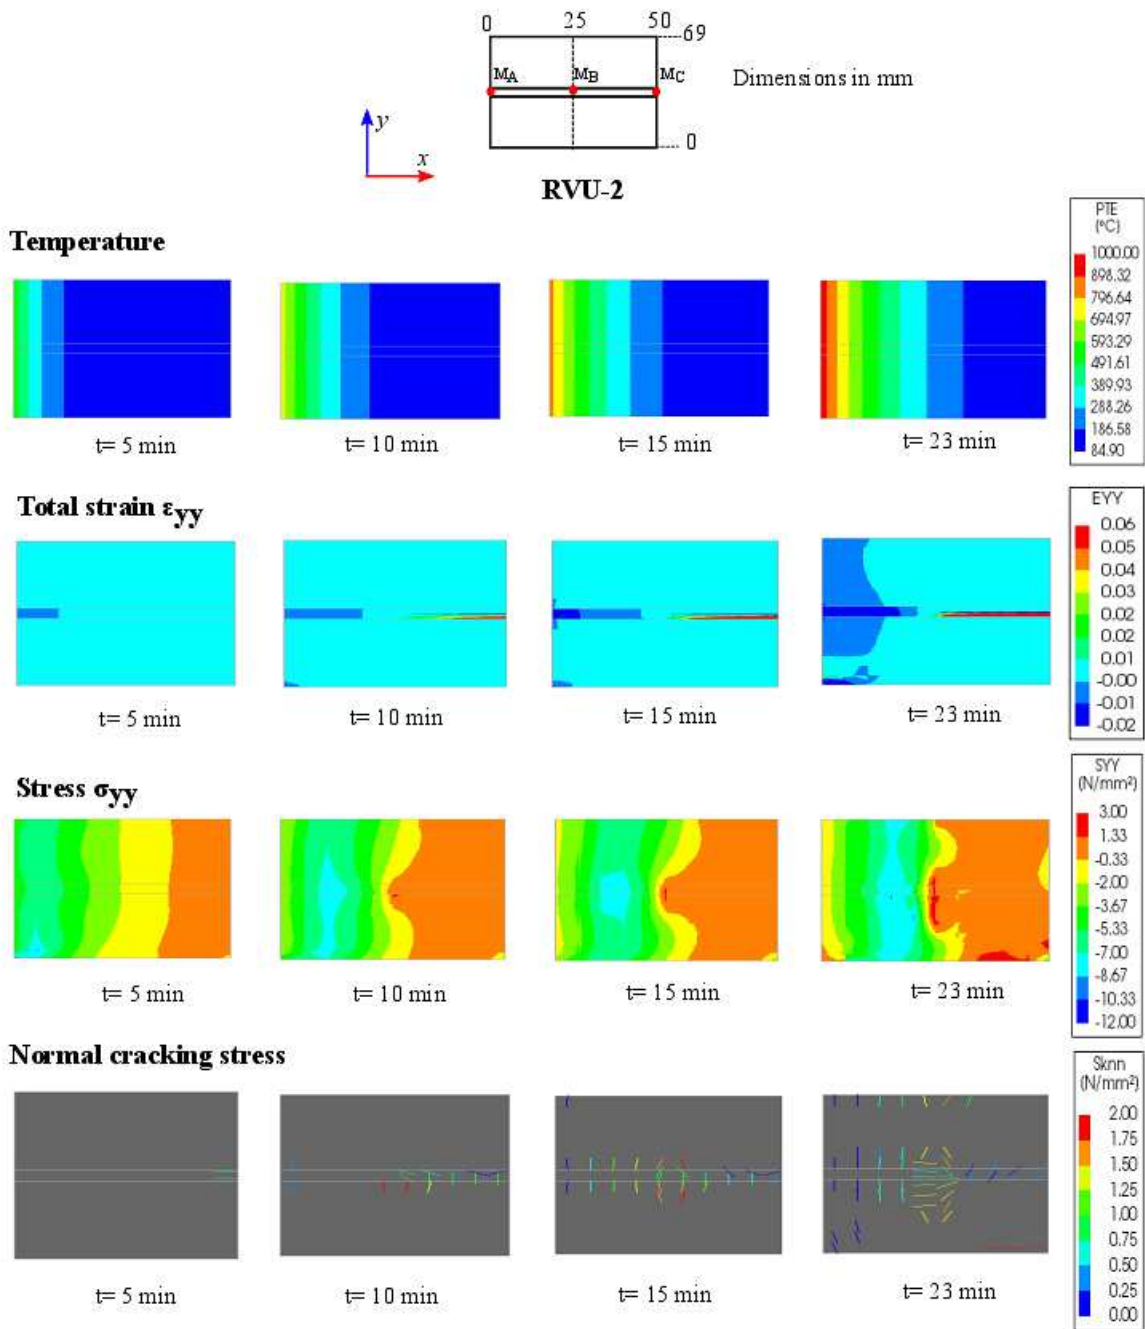 0 25 50 69
MA MB MC Dimensions in mm
y
x
0
RVU-2
Temperature
PTE
(°C)
1000.00
898.32
796.64
694.97
593.29
491.61
389.93
288.26
186.58
84.90
t= 5 min t= 10 min t= 15 min t= 23 min
Total strain εyy
EYY
0.06
0.05
0.04
0.03
0.02
0.02
0.01
-0.00
-0.01
-0.02
t= 5 min t= 10 min t= 15 min t= 23 min
Stress σyy
SYY
(N/mm²)
3.00
1.33
-0.33
-2.00
-3.67
-5.33
-7.00
-8.67
-10.33
-12.00
t= 5 min t= 10 min t= 15 min t= 23 min
Normal cracking stress
Sknn
(N/mm²)
2.00
1.75
1.50
1.25
1.00
0.75
0.50
0.25
0.00
t= 5 min t= 10 min t= 15 min t= 23 min